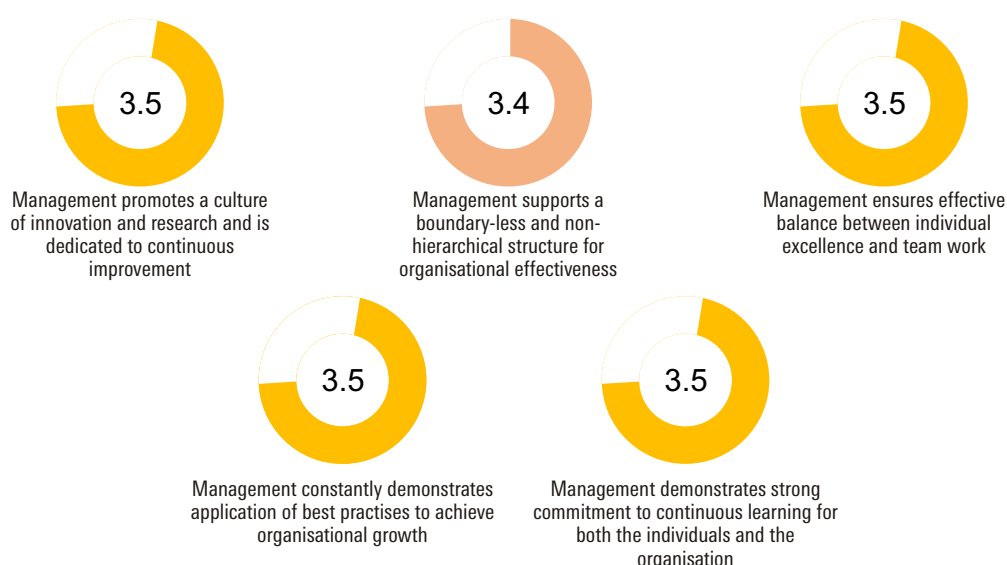 3.5
Management promotes a culture
of innovation and research and is
dedicated to continuous
improvement
3.4
Management supports a
boundary-less and non-
hierarchical structure for
organisational effectiveness
3.5
Management ensures effective
balance between individual
excellence and team work
3.5
Management constantly demonstrates
application of best practises to achieve
organisational growth
3.5
Management demonstrates strong
commitment to continuous learning for
both the individuals and the
organisation